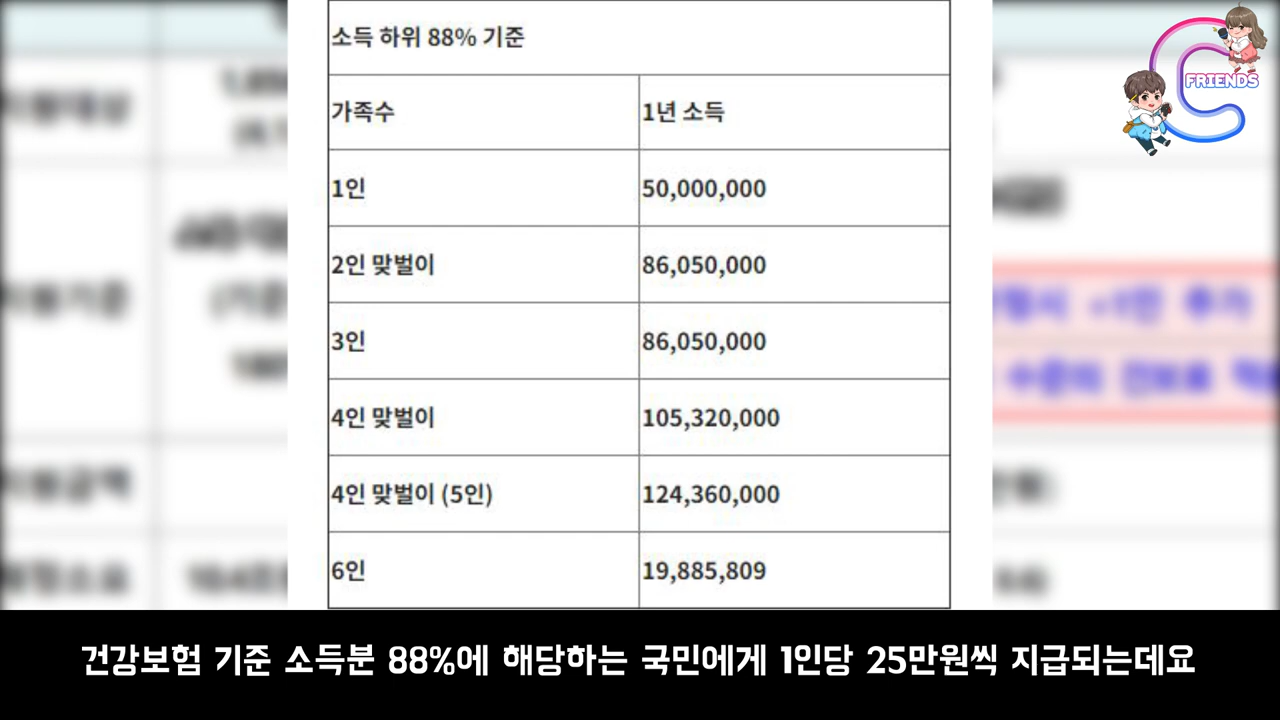 소득 하위 88% 기준
가족수 1년 소득
1인 50,000,000
2인 맞벌이 86,050,000
3인 86,050,000
4인 맞벌이 105,320,000
4인 맞벌이 (5인) 124,360,000
6인 19,885,809
FRIENDS
건강보험 기준 소득분 88%에 해당하는 국민에게 1인당 25만원씩 지급되는데요